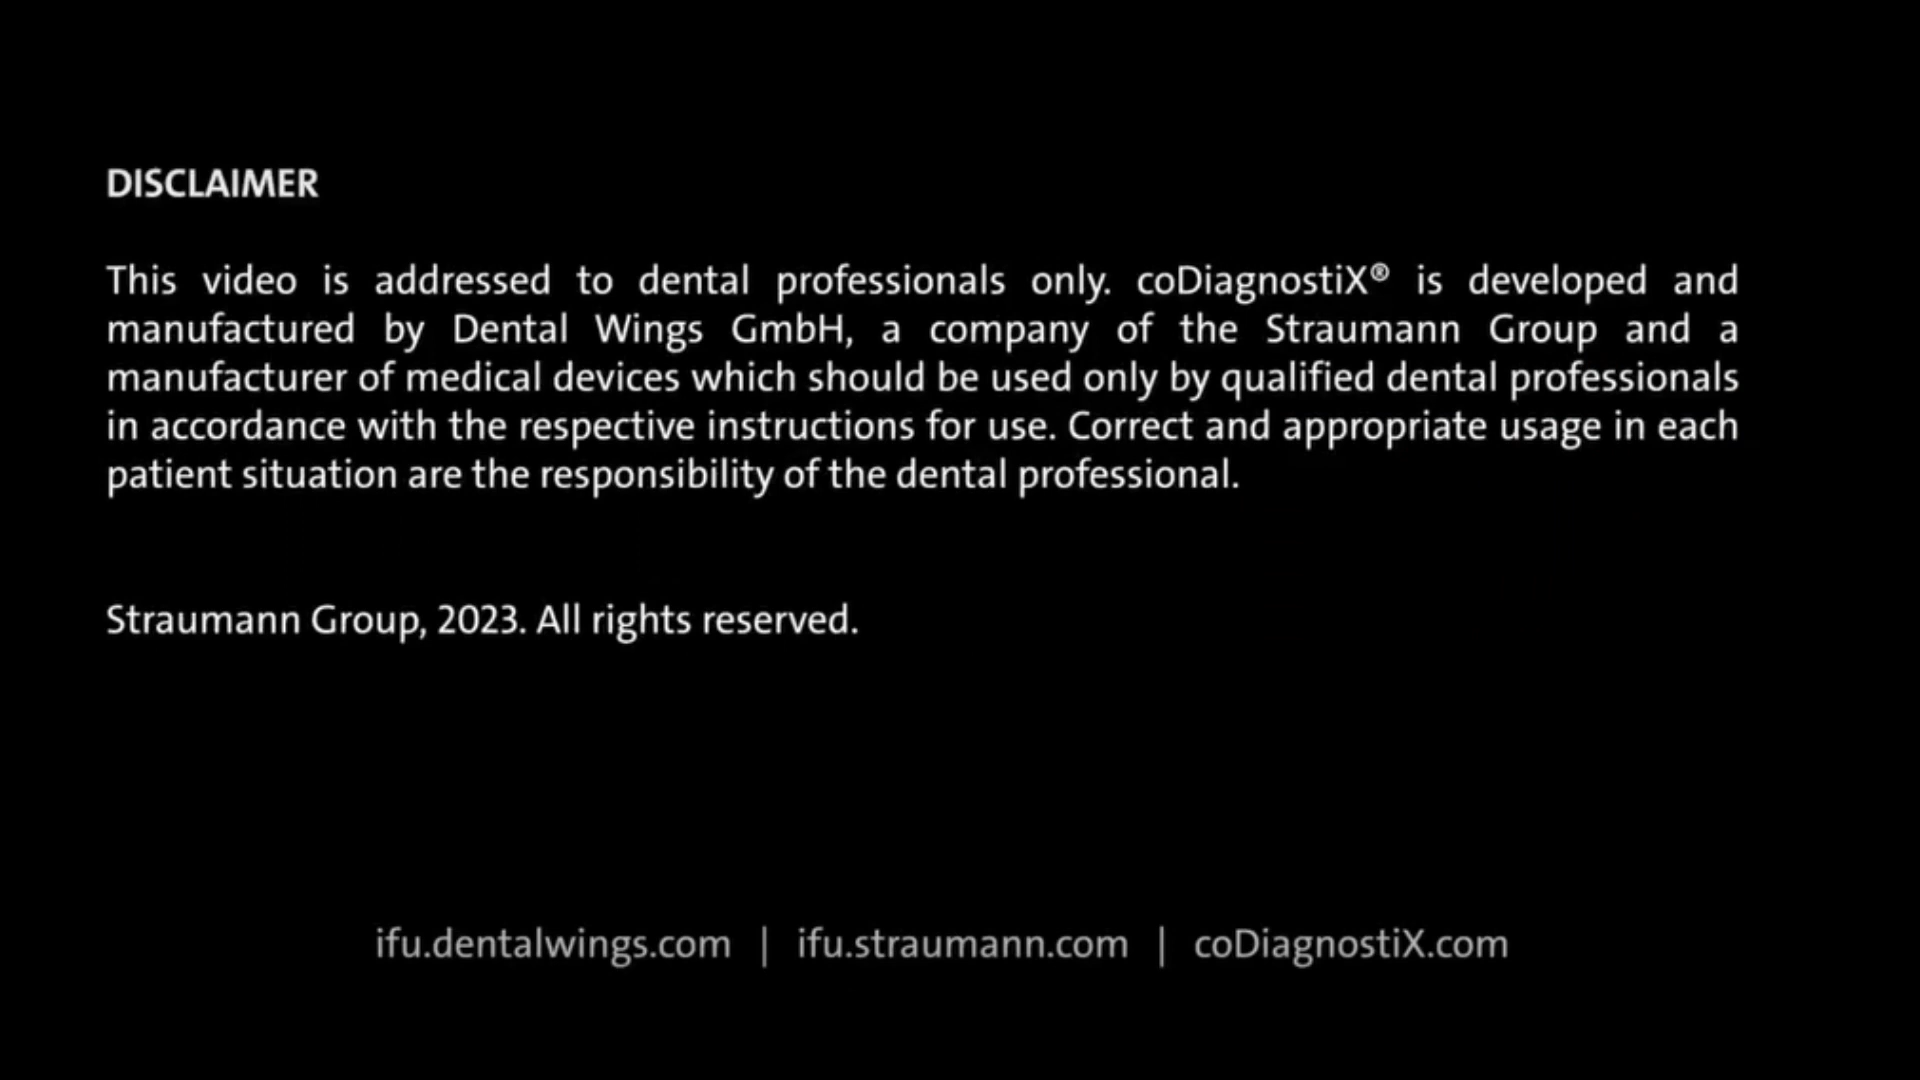 DISCLAIMER
This video is addressed to dental professionals only. coDiagnostiX® is developed and
manufactured by Dental Wings GmbH, a company of the Straumann Group and a
manufacturer of medical devices which should be used only by qualified dental professionals
in accordance with the respective instructions for use. Correct and appropriate usage in each
patient situation are the responsibility of the dental professional.
Straumann Group, 2023. All rights reserved.
ifu.dentalwings.com | ifu.straumann.com | coDiagnostiX.com